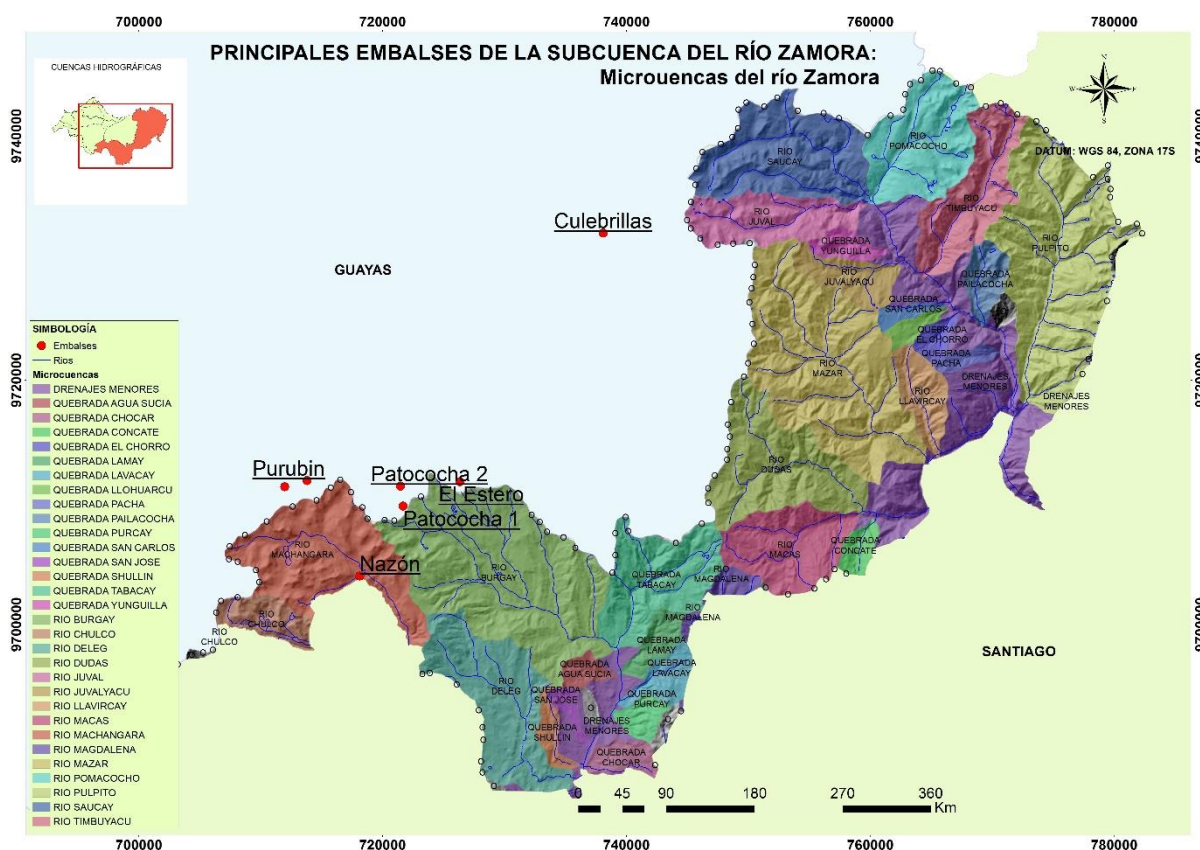 700000 720000 740000 760000 780000
PRINCIPALES EMBALSES DE LA SUBCUENCA DEL RÍO ZAMORA:
Microuencas del río Zamora
CUENCAS HIDROGRÁFICAS
N
W E
S
9740000
9740000
DATUM: WGS 84, ZONA 17S
RIO
SAUCAY
RIO
POMACOCHO
RIO
TIMBUYACU
RIO
PULPITO
RIO
JUVAL
QUEBRADA
YUNGUILLA
Culebrillas
GUAYAS
RIO
JUVALYACU
QUEBRADA
PAILACOCHA
QUEBRADA
SAN CARLOS
QUEBRADA
EL CHORRO
QUEBRADA
PACHA
RIO
MAZAR
RIO
LLAVIRCAY
DRENAJES
MENORES
DRENAJES
MENORES
9720000
RIO
DUDAS
Purubin
Patococha 2
El Estero
Patococha 1
Nazón
RIO
MACHANGARA
RIO
CHULCO
RIO
CHULCO
RIO
BURGAY
QUEBRADA
TABACAY
RIO
MAGDALENA
RIO
MACAS
QUEBRADA
CONCATE
RIO
MAGDALENA
9700000
9700000
SANTIAGO
QUEBRADA
LAMAY
QUEBRADA
AGUA SUCIA
QUEBRADA
LAVACAY
RIO
DELEG
QUEBRADA
SAN JOSE
QUEBRADA
PURCAY
QUEBRADA
SHULLIN
DRENAJES
MENORES
QUEBRADA
CHOCAR
SIMBOLOGÍA
Embalses
Rios
Microcuencas
DRENAJES MENORES
QUEBRADA AGUA SUCIA
QUEBRADA CHOCAR
QUEBRADA CONCATE
QUEBRADA EL CHORRO
QUEBRADA LAMAY
QUEBRADA LAVACAY
QUEBRADA LLOHUARCU
QUEBRADA PACHA
QUEBRADA PAILACOCHA
QUEBRADA PURCAY
QUEBRADA SAN CARLOS
QUEBRADA SAN JOSE
QUEBRADA SHULLIN
QUEBRADA TABACAY
QUEBRADA YUNGUILLA
RIO BURGAY
RIO CHULCO
RIO DELEG
RIO DUDAS
RIO JUVAL
RIO JUVALYACU
RIO LLAVIRCAY
RIO MACAS
RIO MACHANGARA
RIO MAGDALENA
RIO MAZAR
RIO POMACOCHO
RIO PULPITO
RIO SAUCAY
RIO TIMBUYACU
0 45 90 180 270 360
Km
700000 720000 740000 760000 780000